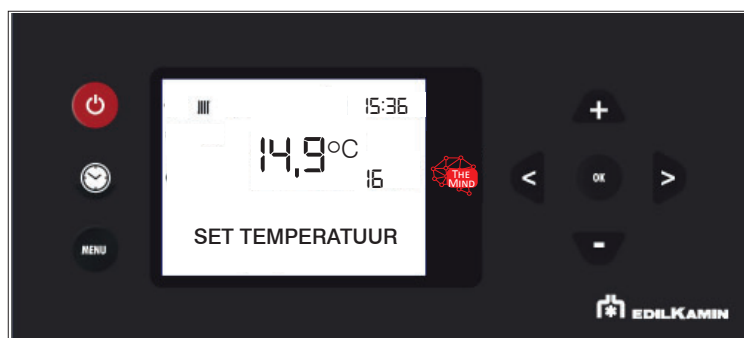 15:36
14,9°C
16
THE
MIND
SET TEMPERATUUR
MENU
+
<
OK
>
-
EDILKAMIN